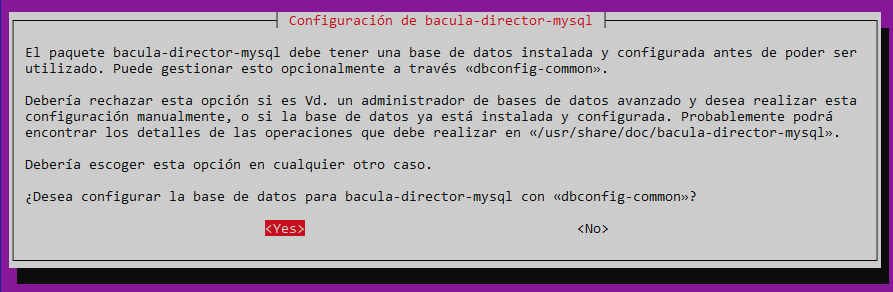 Configuración de bacula-director-mysql
El paquete bacula-director-mysql debe tener una base de datos instalada y configurada antes de poder ser
utilizado. Puede gestionar esto opcionalmente a través «dbconfig-common».
Debería rechazar esta opción si es Vd. un administrador de bases de datos avanzado y desea realizar esta
configuración manualmente, o si la base de datos ya está instalada y configurada. Probablemente podrá
encontrar los detalles de las operaciones que debe realizar en «/usr/share/doc/bacula-director-mysql».
Debería escoger esta opción en cualquier otro caso.
¿Desea configurar la base de datos para bacula-director-mysql con «dbconfig-common»?
<Yes> <No>